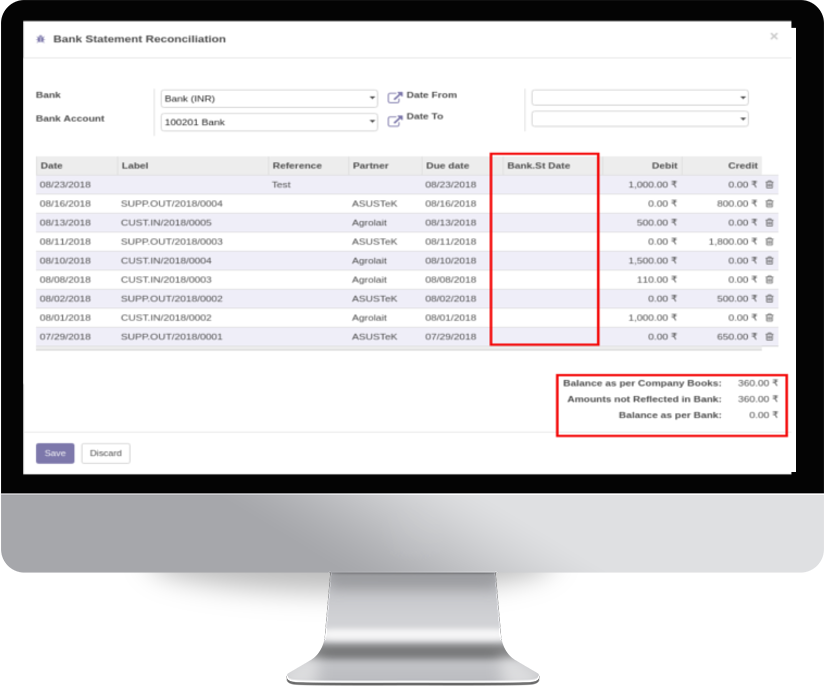 Bank Statement Reconciliation ×
Bank Bank (INR) Date From
Bank Account 100201 Bank Date To
Date Label Reference Partner Due date Bank.St Date Debit Credit
08/23/2018 Test 08/23/2018 1,000.00 ₹ 0.00 ₹
08/16/2018 SUPP.OUT/2018/0004 ASUSTeK 08/16/2018 0.00 ₹ 800.00 ₹
08/13/2018 CUST.IN/2018/0005 Agrolait 08/13/2018 500.00 ₹ 0.00 ₹
08/11/2018 SUPP.OUT/2018/0003 ASUSTeK 08/11/2018 0.00 ₹ 1,800.00 ₹
08/10/2018 CUST.IN/2018/0004 Agrolait 08/10/2018 1,500.00 ₹ 0.00 ₹
08/08/2018 CUST.IN/2018/0003 Agrolait 08/08/2018 110.00 ₹ 0.00 ₹
08/02/2018 SUPP.OUT/2018/0002 ASUSTeK 08/02/2018 0.00 ₹ 500.00 ₹
08/01/2018 CUST.IN/2018/0002 Agrolait 08/01/2018 1,000.00 ₹ 0.00 ₹
07/29/2018 SUPP.OUT/2018/0001 ASUSTeK 07/29/2018 0.00 ₹ 650.00 ₹
Balance as per Company Books: 360.00 ₹
Amounts not Reflected in Bank: 360.00 ₹
Balance as per Bank: 0.00 ₹
Save Discard